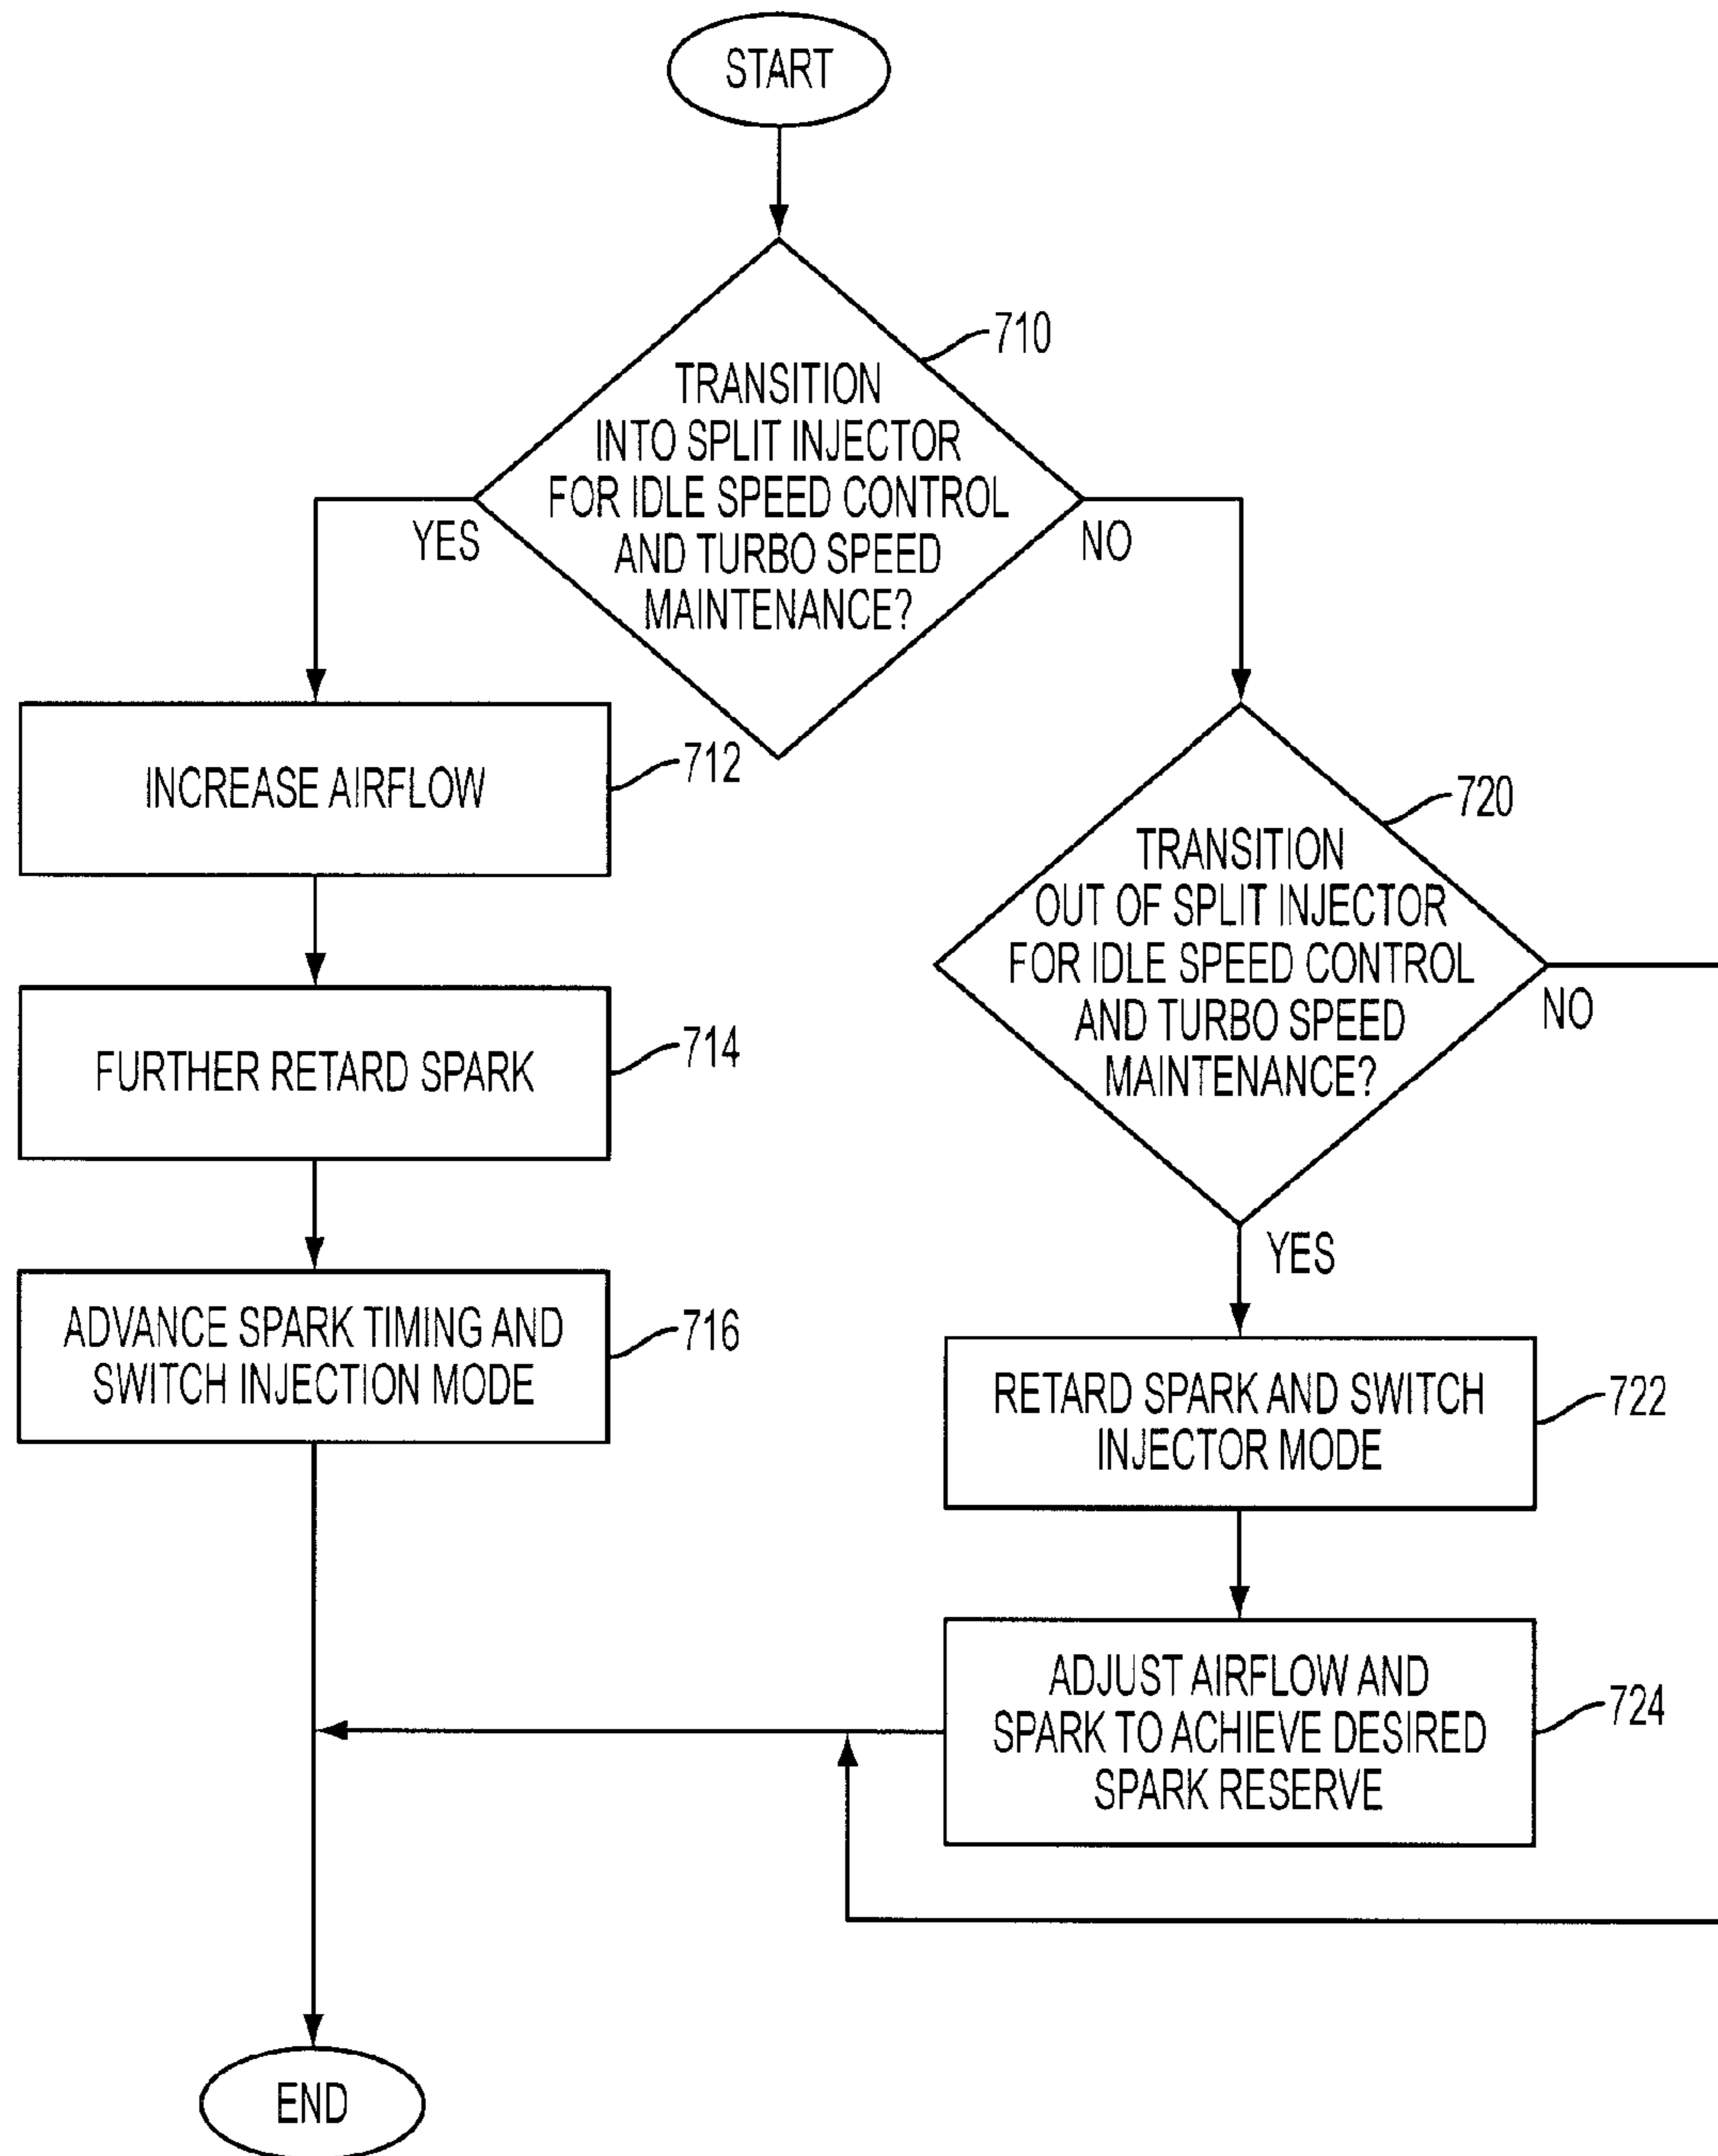 START
710
TRANSITION
INTO SPLIT INJECTOR
FOR IDLE SPEED CONTROL
AND TURBO SPEED
MAINTENANCE?
YES
NO
INCREASE AIRFLOW
712
720
TRANSITION
OUT OF SPLIT INJECTOR
FOR IDLE SPEED CONTROL
AND TURBO SPEED
MAINTENANCE?
NO
YES
FURTHER RETARD SPARK
714
ADVANCE SPARK TIMING AND
SWITCH INJECTION MODE
716
RETARD SPARK AND SWITCH
INJECTOR MODE
722
ADJUST AIRFLOW AND
SPARK TO ACHIEVE DESIRED
SPARK RESERVE
724
END